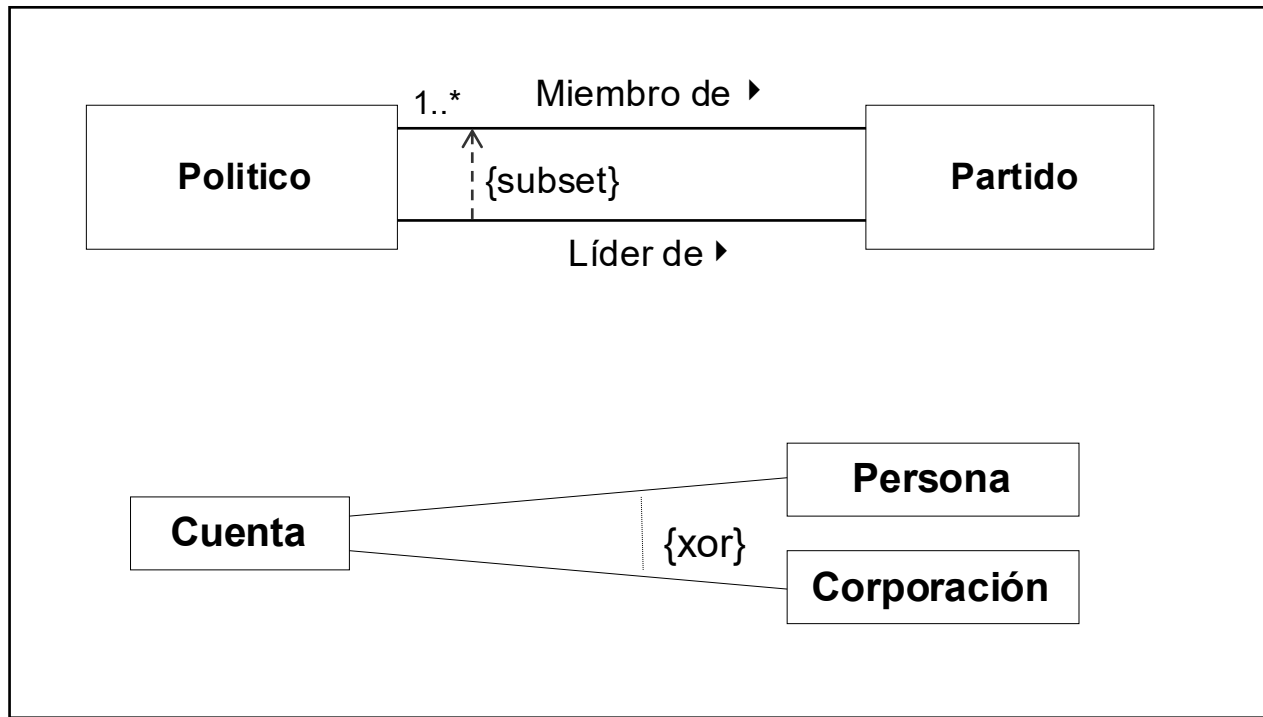 1..*
Miembro de ▶
Politico
{subset}
Partido
Líder de ▶
Persona
Cuenta
{xor}
Corporación